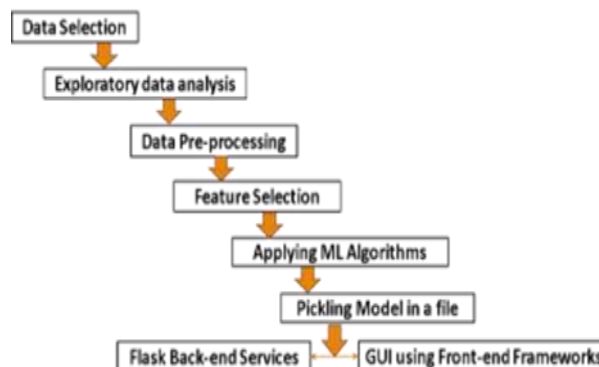 Data Selection
Exploratory data analysis
Data Pre-processing
Feature Selection
Applying ML Algorithms
Pickling Model in a file
Flask Back-end Services
GUI using Front-end Frameworks